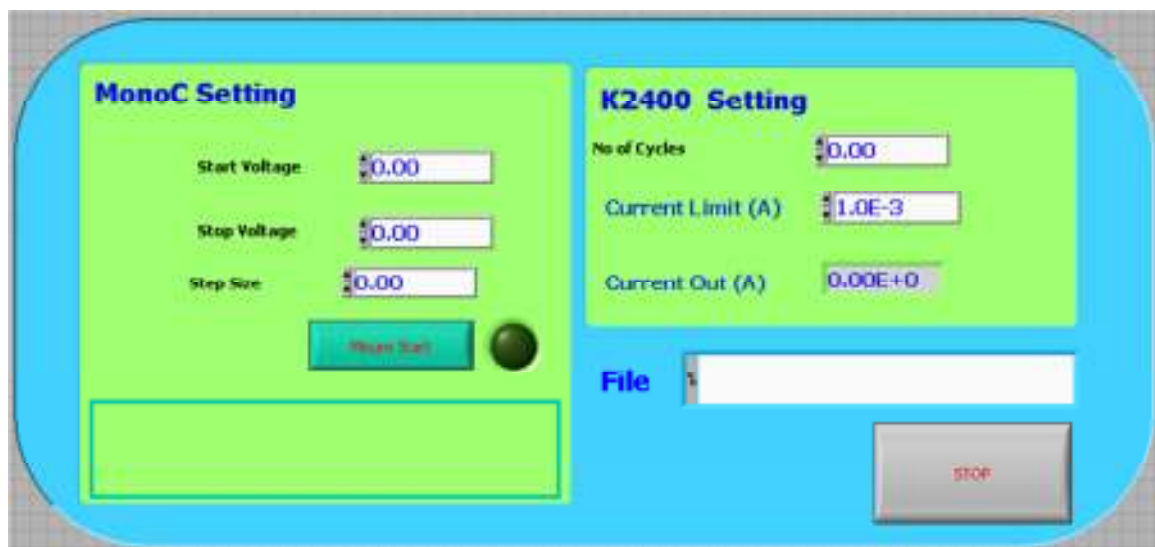 MonoC Setting
Start Voltage
0.00
Stop Voltage
0.00
Step Size
0.00
Start
K2400 Setting
No of Cycles
0.00
Current Limit (A)
1.0E-3
Current Out (A)
0.00E+0
File
STOP